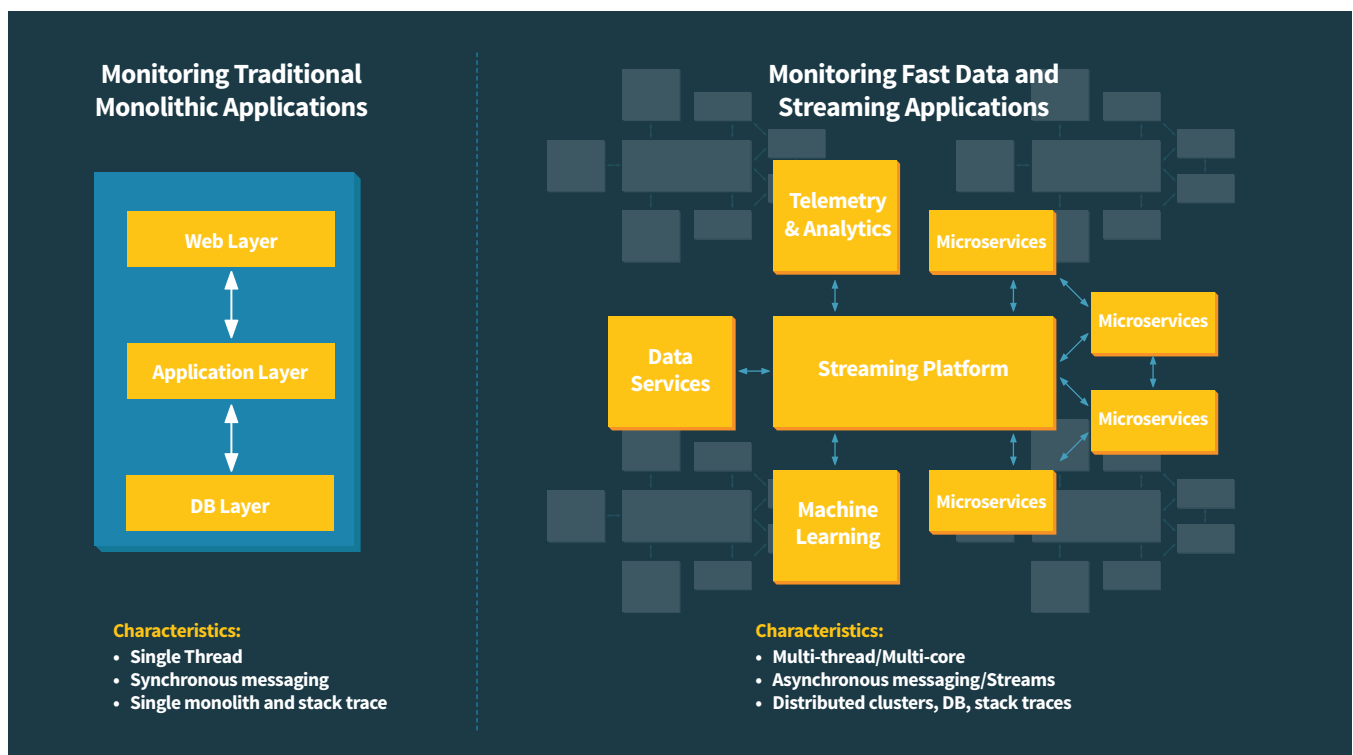 Monitoring Traditional
Monolithic Applications
Web Layer
Application Layer
DB Layer
Characteristics:
• Single Thread
• Synchronous messaging
• Single monolith and stack trace
Monitoring Fast Data and
Streaming Applications
Telemetry
& Analytics
Microservices
Microservices
Data
Services
Streaming Platform
Microservices
Machine
Learning
Microservices
Characteristics:
• Multi-thread/Multi-core
• Asynchronous messaging/Streams
• Distributed clusters, DB, stack traces